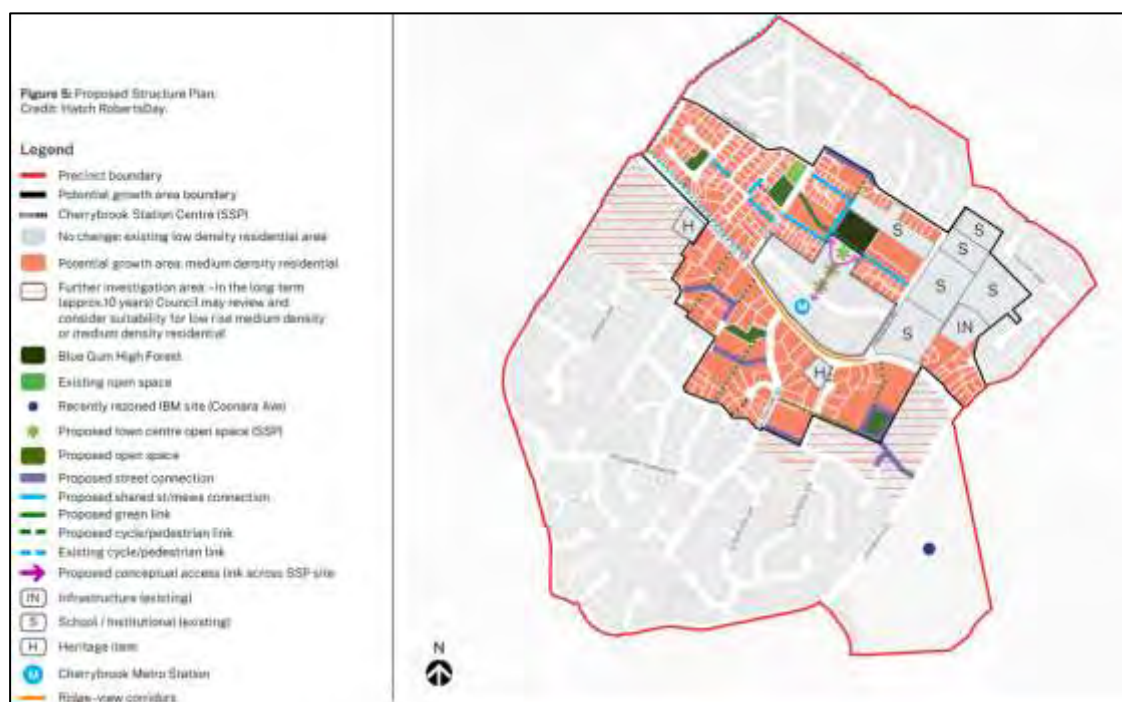 Figure 5: Proposed Structure Plan.
Credit: Hatch RobertsDay.
Legend
Precinct boundary
Potential growth area boundary
Cherrybrook Station Centre (SSP)
No change: existing low density residential area
Potential growth area: medium density residential
Further investigation area: -in the long term
(approx.10 years) Council may review and
consider suitability for low rise medium density
or medium density residential
Blue Gum High Forest
Existing open space
Recently rezoned IBM site (Coonara Ave)
Proposed town centre open space (SSP)
Proposed open space
Proposed street connection
Proposed shared st/mews connection
Proposed green link
Proposed cycle/pedestrian link
Existing cycle/pedestrian link
Proposed conceptual access link across SSP site
IN Infrastructure (existing)
S School / Institutional (existing)
H Heritage item
M Cherrybrook Metro Station
Ridge-view corridors
S
S
S
H
S
S
M
S
IN
H
N